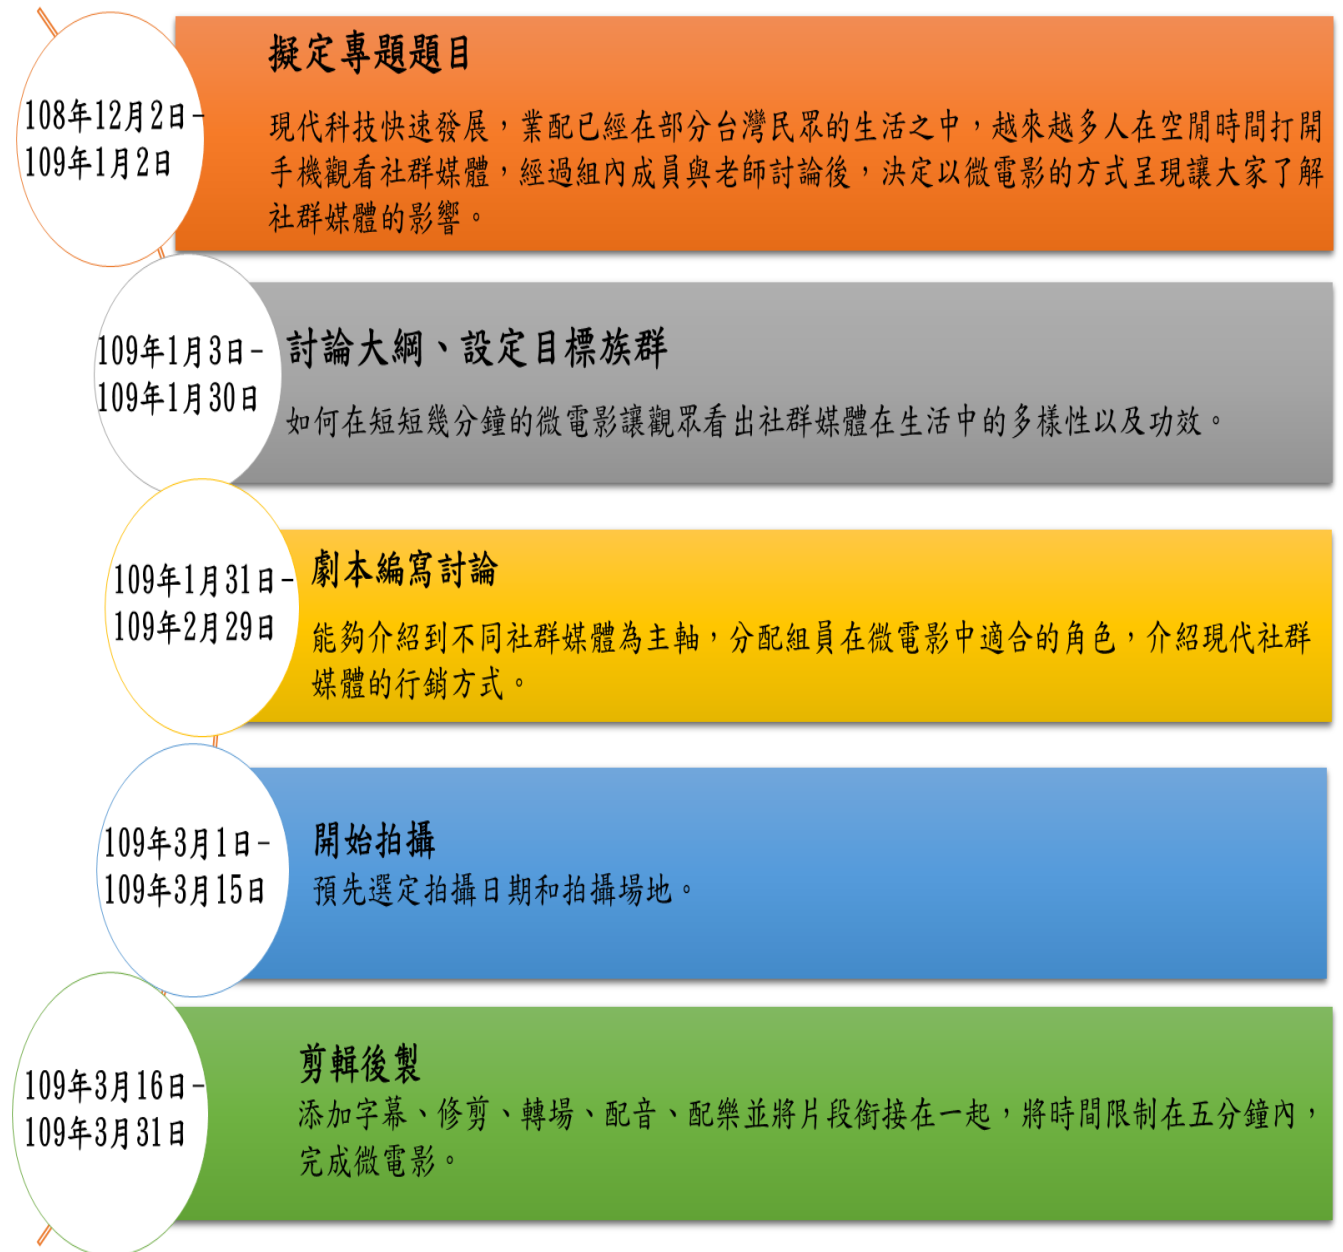 108年12月2日-
109年1月2日
擬定專題題目
現代科技快速發展，業配已經在部分台灣民眾的生活之中，越來越多人在空閒時間打開
手機觀看社群媒體，經過組內成員與老師討論後，決定以微電影的方式呈現讓大家了解
社群媒體的影響。
109年1月3日-
109年1月30日
討論大綱、設定目標族群
如何在短短幾分鐘的微電影讓觀眾看出社群媒體在生活中的多樣性以及功效。
109年1月31日-
109年2月29日
劇本編寫討論
能夠介紹到不同社群媒體為主軸，分配組員在微電影中適合的角色，介紹現代社群
媒體的行銷方式。
109年3月1日-
109年3月15日
開始拍攝
預先選定拍攝日期和拍攝場地。
109年3月16日-
109年3月31日
剪輯後製
添加字幕、修剪、轉場、配音、配樂並將片段銜接在一起，將時間限制在五分鐘內，
完成微電影。